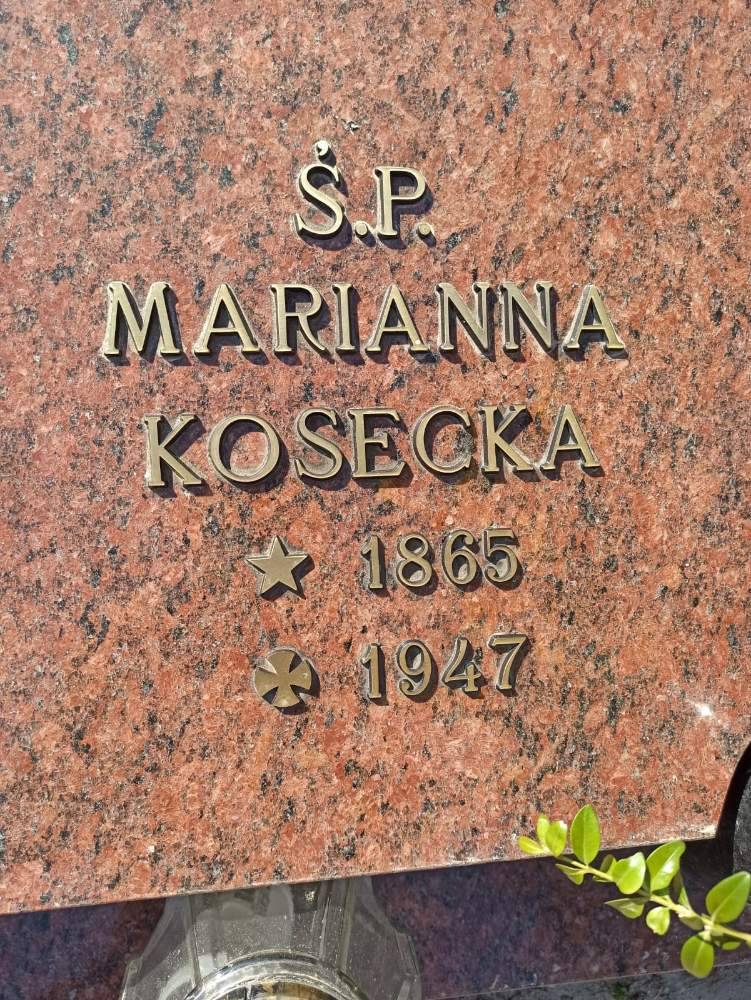 Ś.P.
MARIANNA
KOSECKA
★ 1865
✠ 1947